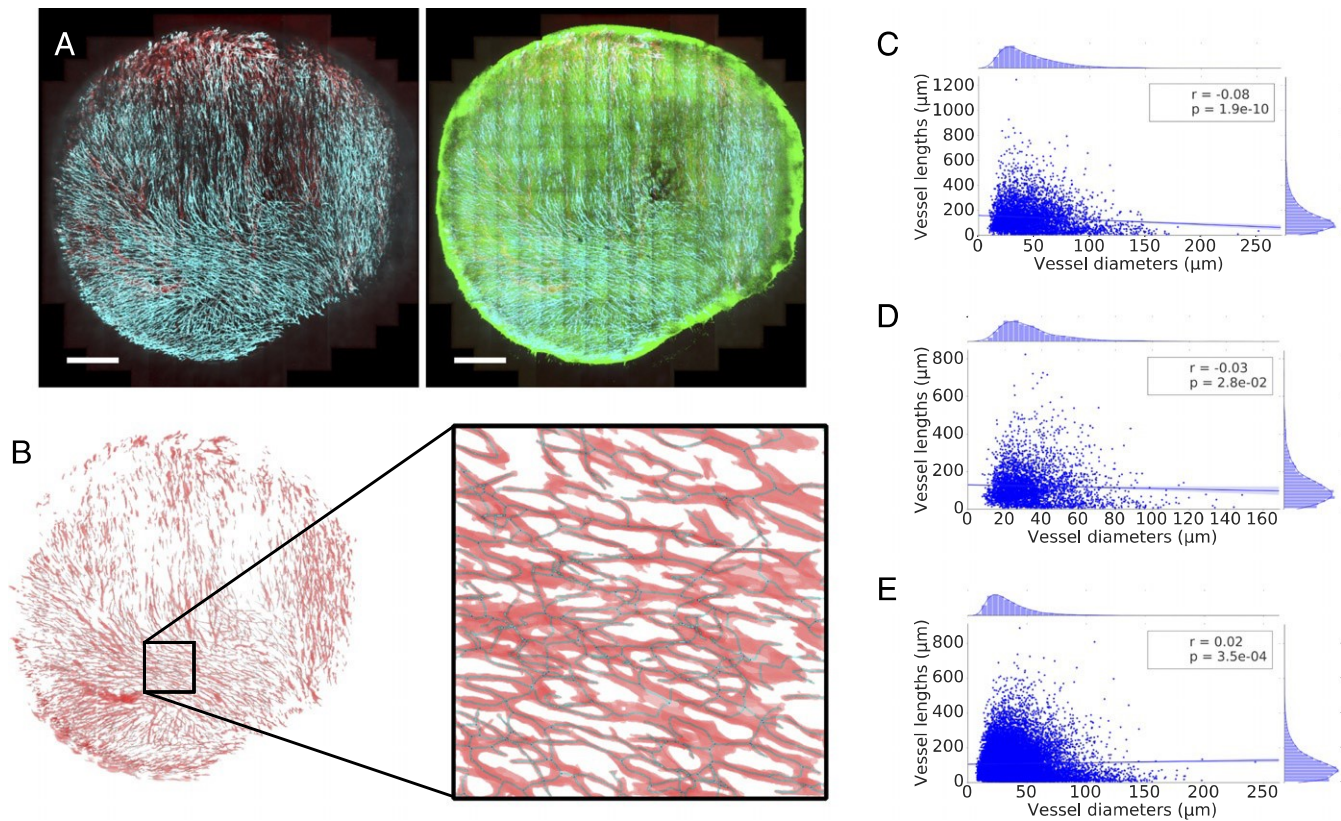 A
B
C
r = -0.08
p = 1.9e-10
Vessel lengths (µm)
1200
1000
800
600
400
200
0
0 50 100 150 200 250
Vessel diameters (µm)
D
r = -0.03
p = 2.8e-02
Vessel lengths (µm)
800
600
400
200
0
0 20 40 60 80 100 120 140 160
Vessel diameters (µm)
E
r = 0.02
p = 3.5e-04
Vessel lengths (µm)
800
600
400
200
0
0 50 100 150 200 250
Vessel diameters (µm)